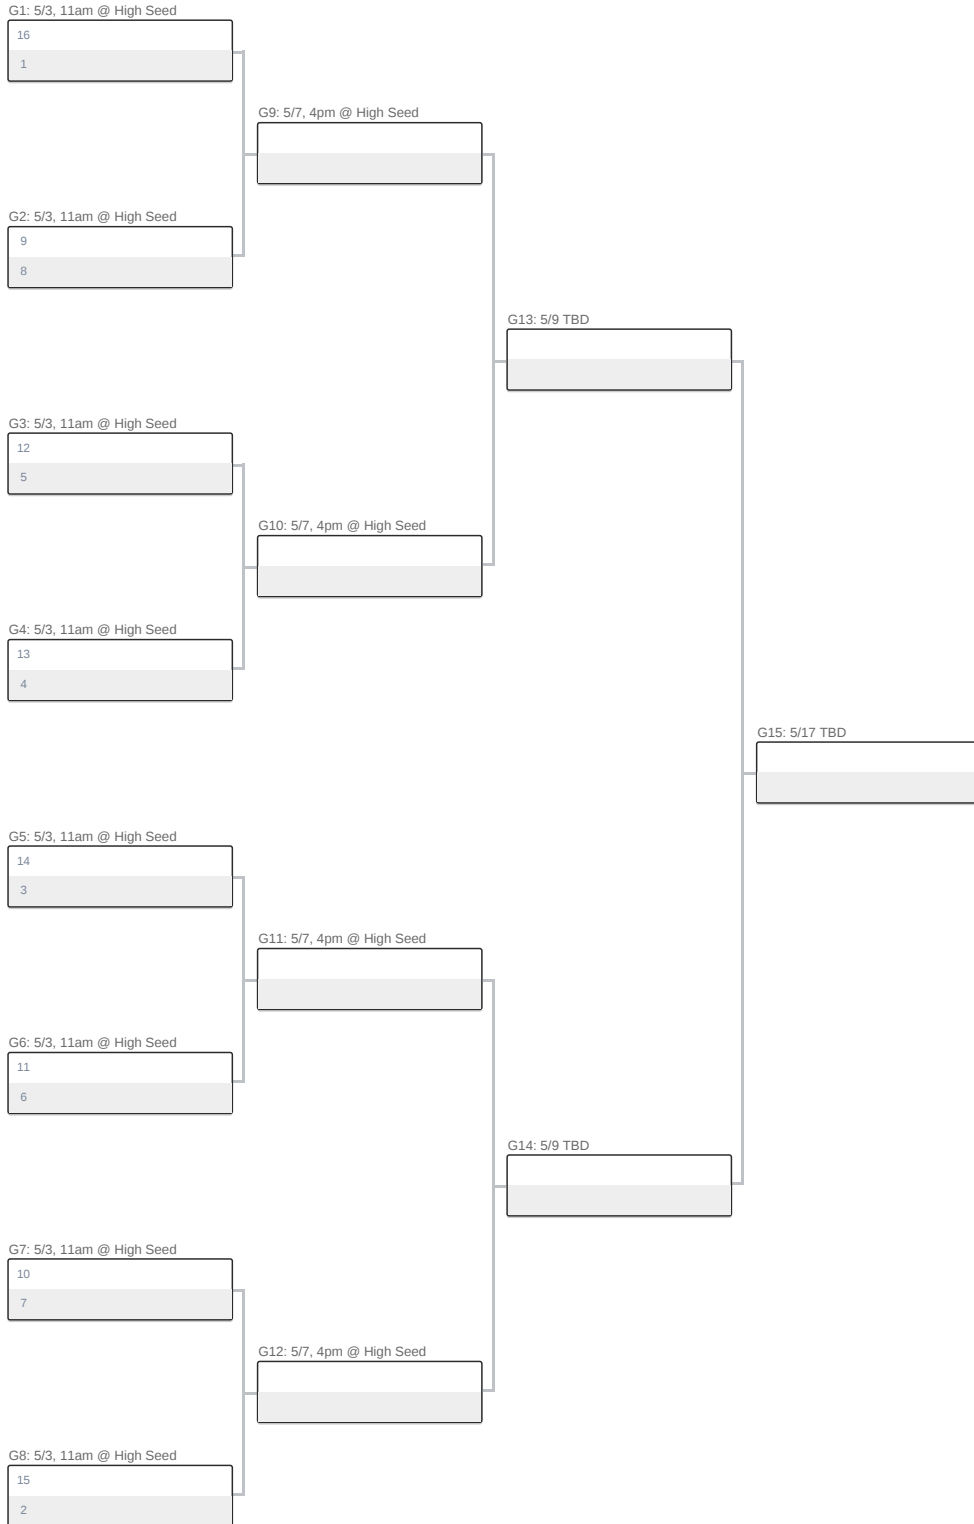 G1: 5/3, 11am @ High Seed
16
1
G9: 5/7, 4pm @ High Seed
G2: 5/3, 11am @ High Seed
9
8
G13: 5/9 TBD
G3: 5/3, 11am @ High Seed
12
5
G10: 5/7, 4pm @ High Seed
G4: 5/3, 11am @ High Seed
13
4
G15: 5/17 TBD
G5: 5/3, 11am @ High Seed
14
3
G11: 5/7, 4pm @ High Seed
G6: 5/3, 11am @ High Seed
11
6
G14: 5/9 TBD
G7: 5/3, 11am @ High Seed
10
7
G12: 5/7, 4pm @ High Seed
G8: 5/3, 11am @ High Seed
15
2